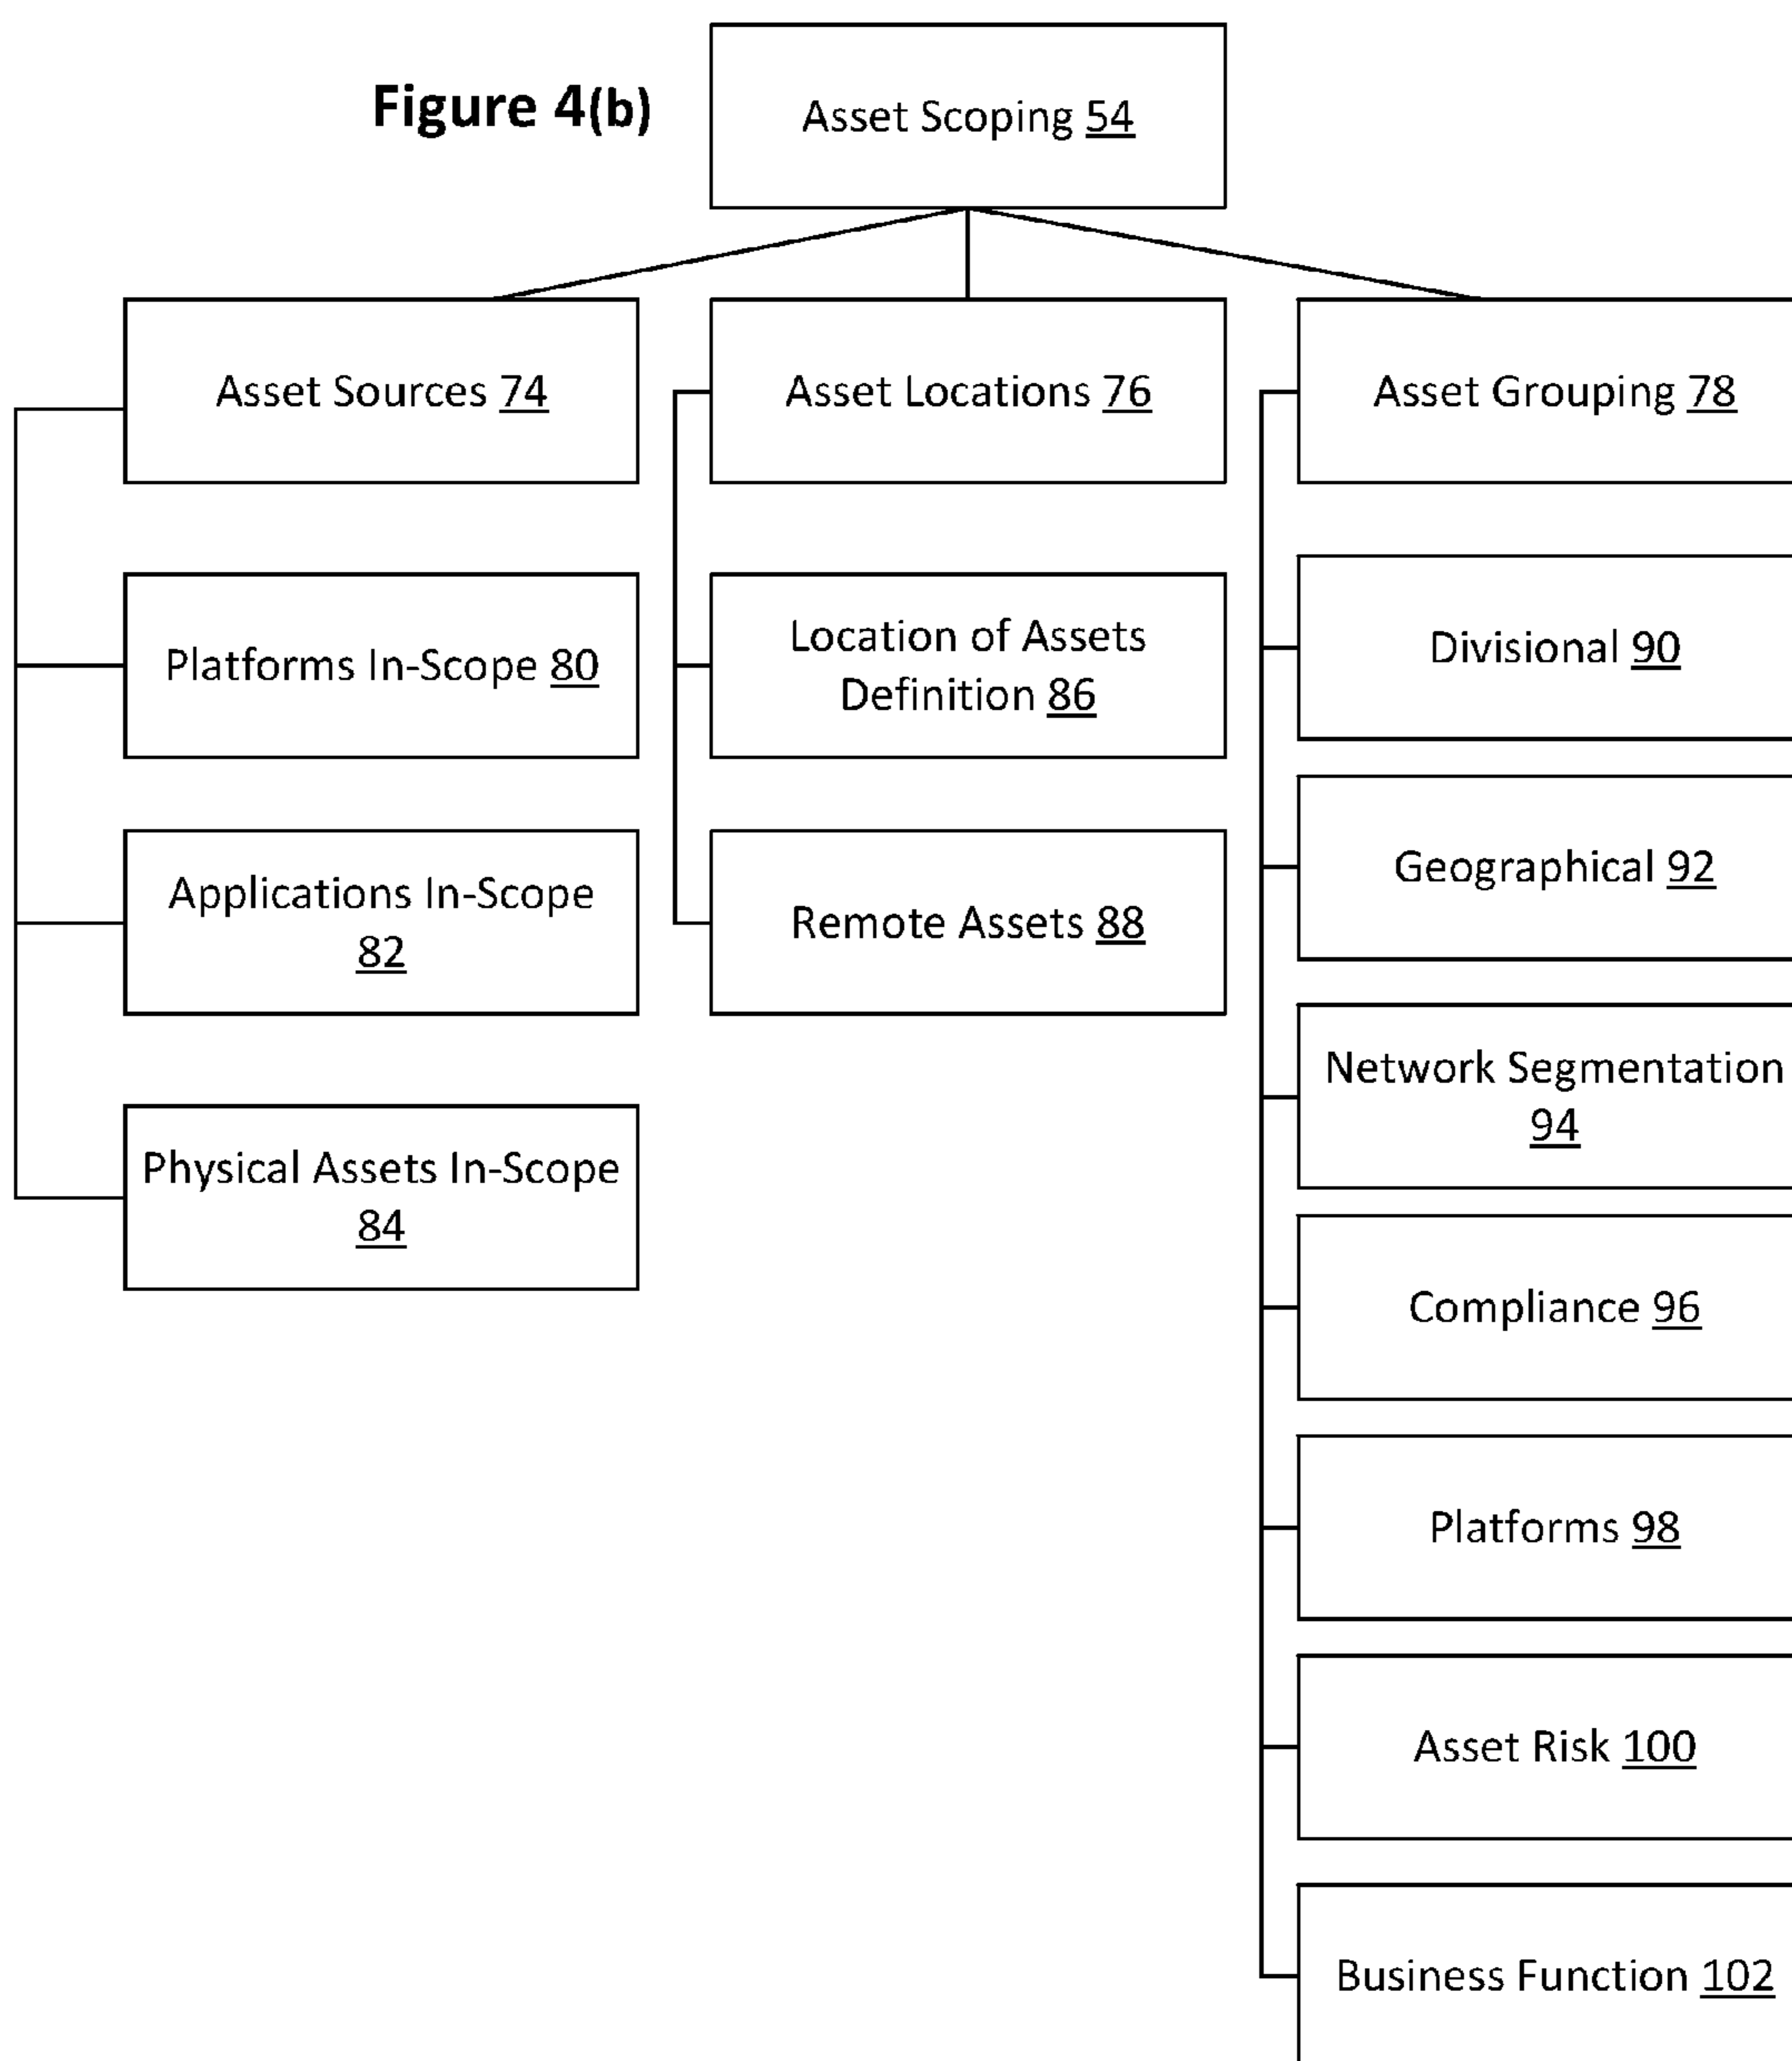 Figure 4(b)
Asset Scoping 54
Asset Sources 74
Platforms In-Scope 80
Applications In-Scope
82
Physical Assets In-Scope
84
Asset Locations 76
Location of Assets
Definition 86
Remote Assets 88
Asset Grouping 78
Divisional 90
Geographical 92
Network Segmentation
94
Compliance 96
Platforms 98
Asset Risk 100
Business Function 102